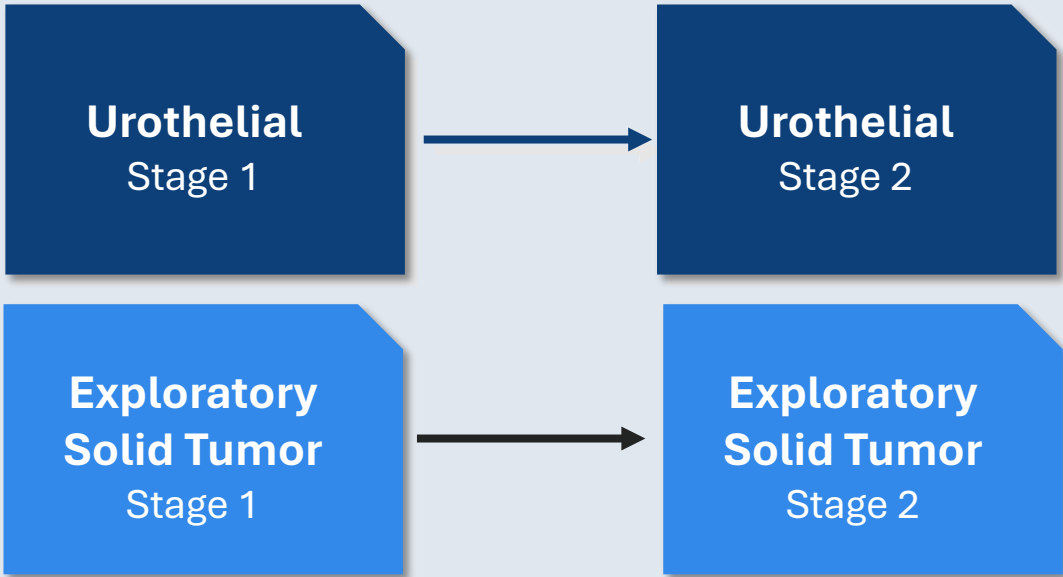 Urothelial
Stage 1
Urothelial
Stage 2
Exploratory
Solid Tumor
Stage 1
Exploratory
Solid Tumor
Stage 2